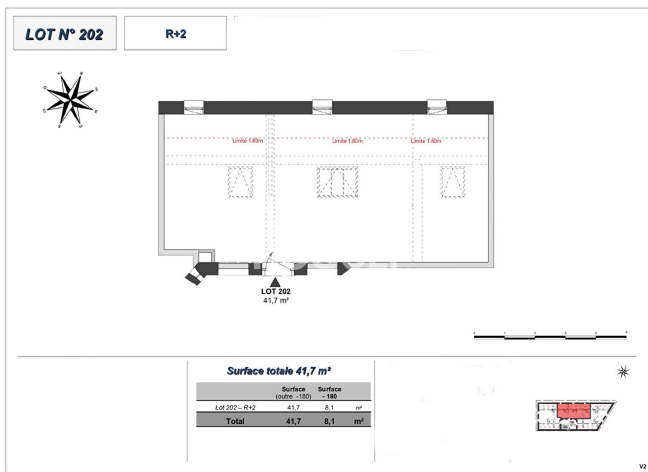 LOT N° 202
R+2
Limite 1.80m
Limite 1.80m
Limite 1.80m
LOT 202
41,7 m²
Surface totale 41,7 m²
Surface (outre -180)
Surface - 180
Lot 202 – R+2 41,7 8,1 m²
Total 41,7 8,1 m²
V2